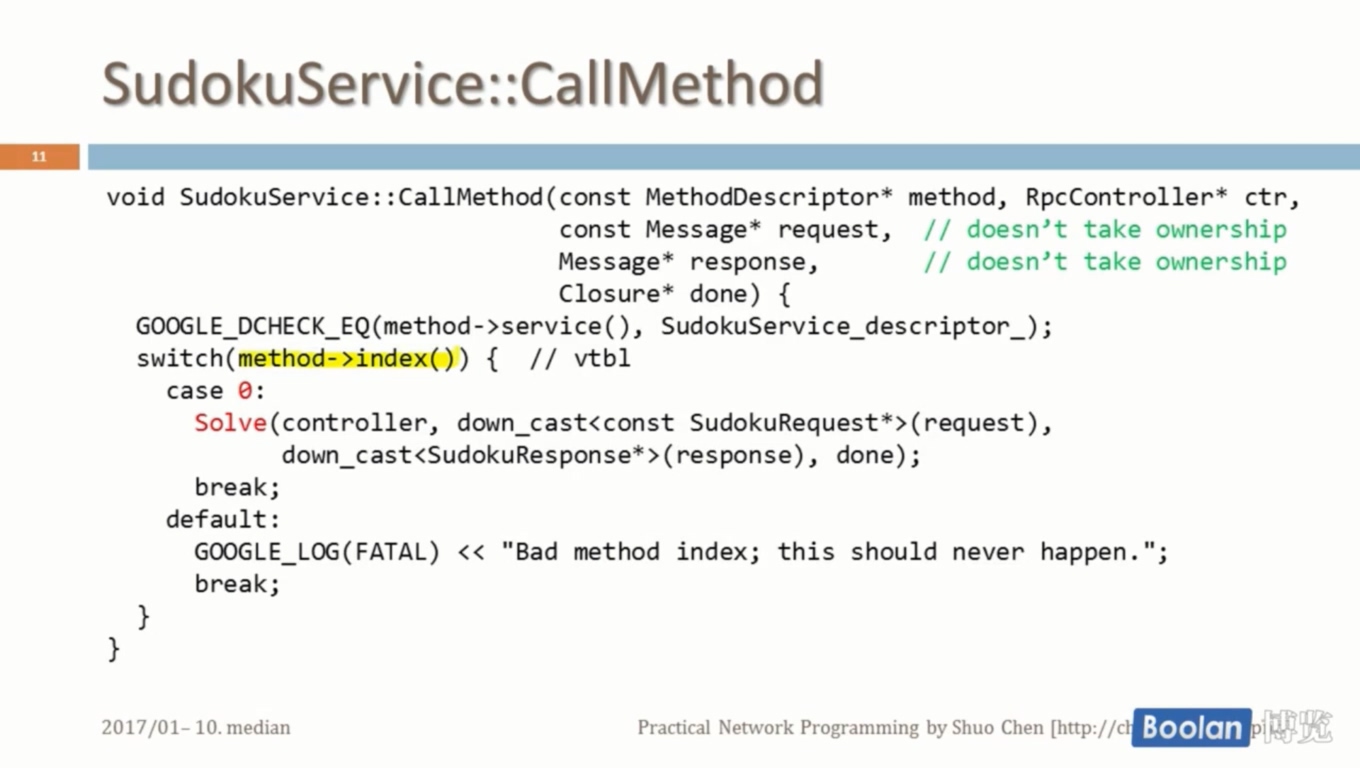 SudokuService::CallMethod
11
void SudokuService::CallMethod(const MethodDescriptor* method, RpcController* ctr,
const Message* request, // doesn’t take ownership
Message* response, // doesn’t take ownership
Closure* done) {
GOOGLE_DCHECK_EQ(method->service(), SudokuService_descriptor_);
switch(method->index()) { // vtbl
case 0:
Solve(controller, down_cast<const SudokuRequest*>(request),
down_cast<SudokuResponse*>(response), done);
break;
default:
GOOGLE_LOG(FATAL) << "Bad method index; this should never happen.";
break;
}
}
2017/01– 10. median
Practical Network Programming by Shuo Chen [http://ch
Boolan 博览